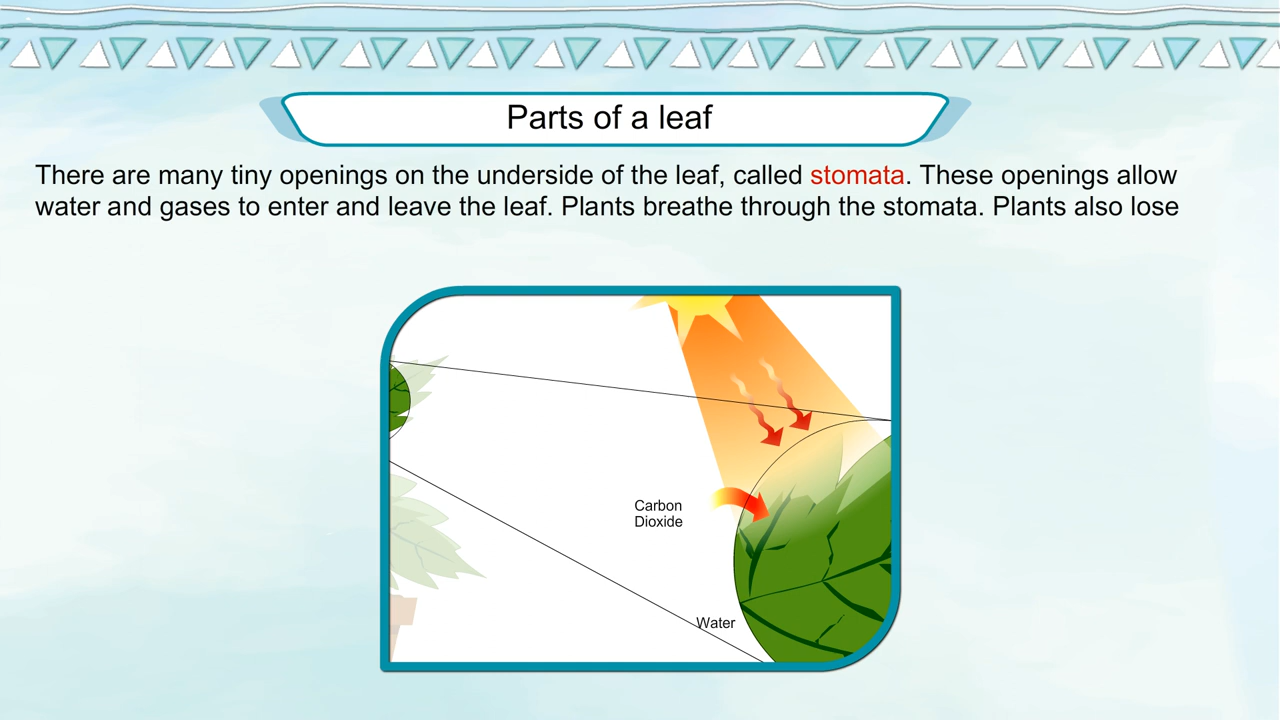 Parts of a leaf
There are many tiny openings on the underside of the leaf, called stomata. These openings allow
water and gases to enter and leave the leaf. Plants breathe through the stomata. Plants also lose
Carbon
Dioxide
Water